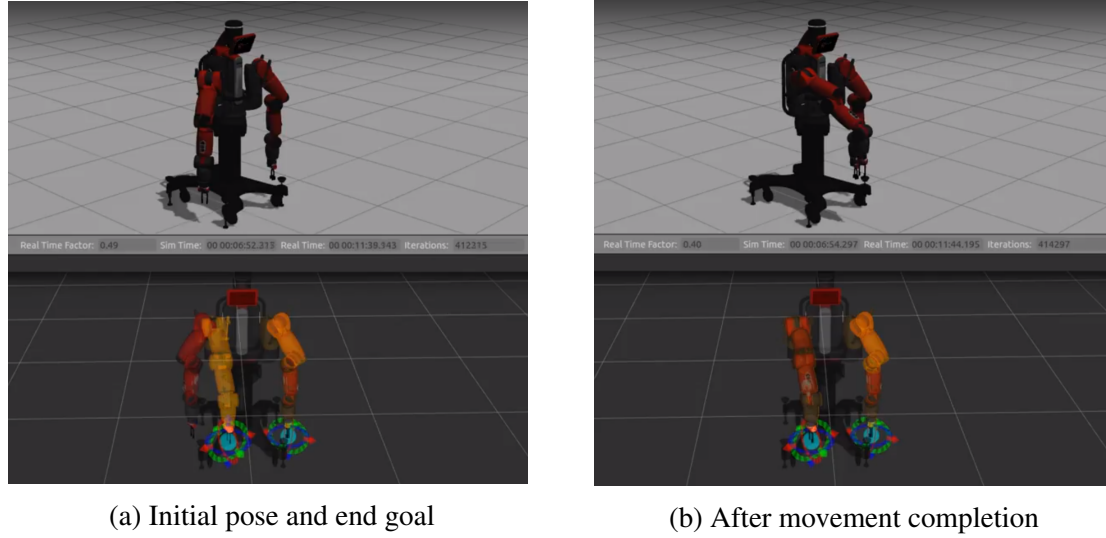 Real Time Factor: 0.49 Sim Time: 00 00:06:52.315 Real Time: 00 00:11:39.943 Iterations: 412315
Real Time Factor: 0.40 Sim Time: 00 00:06:54.297 Real Time: 00 00:11:44.195 Iterations: 414297
(a) Initial pose and end goal
(b) After movement completion